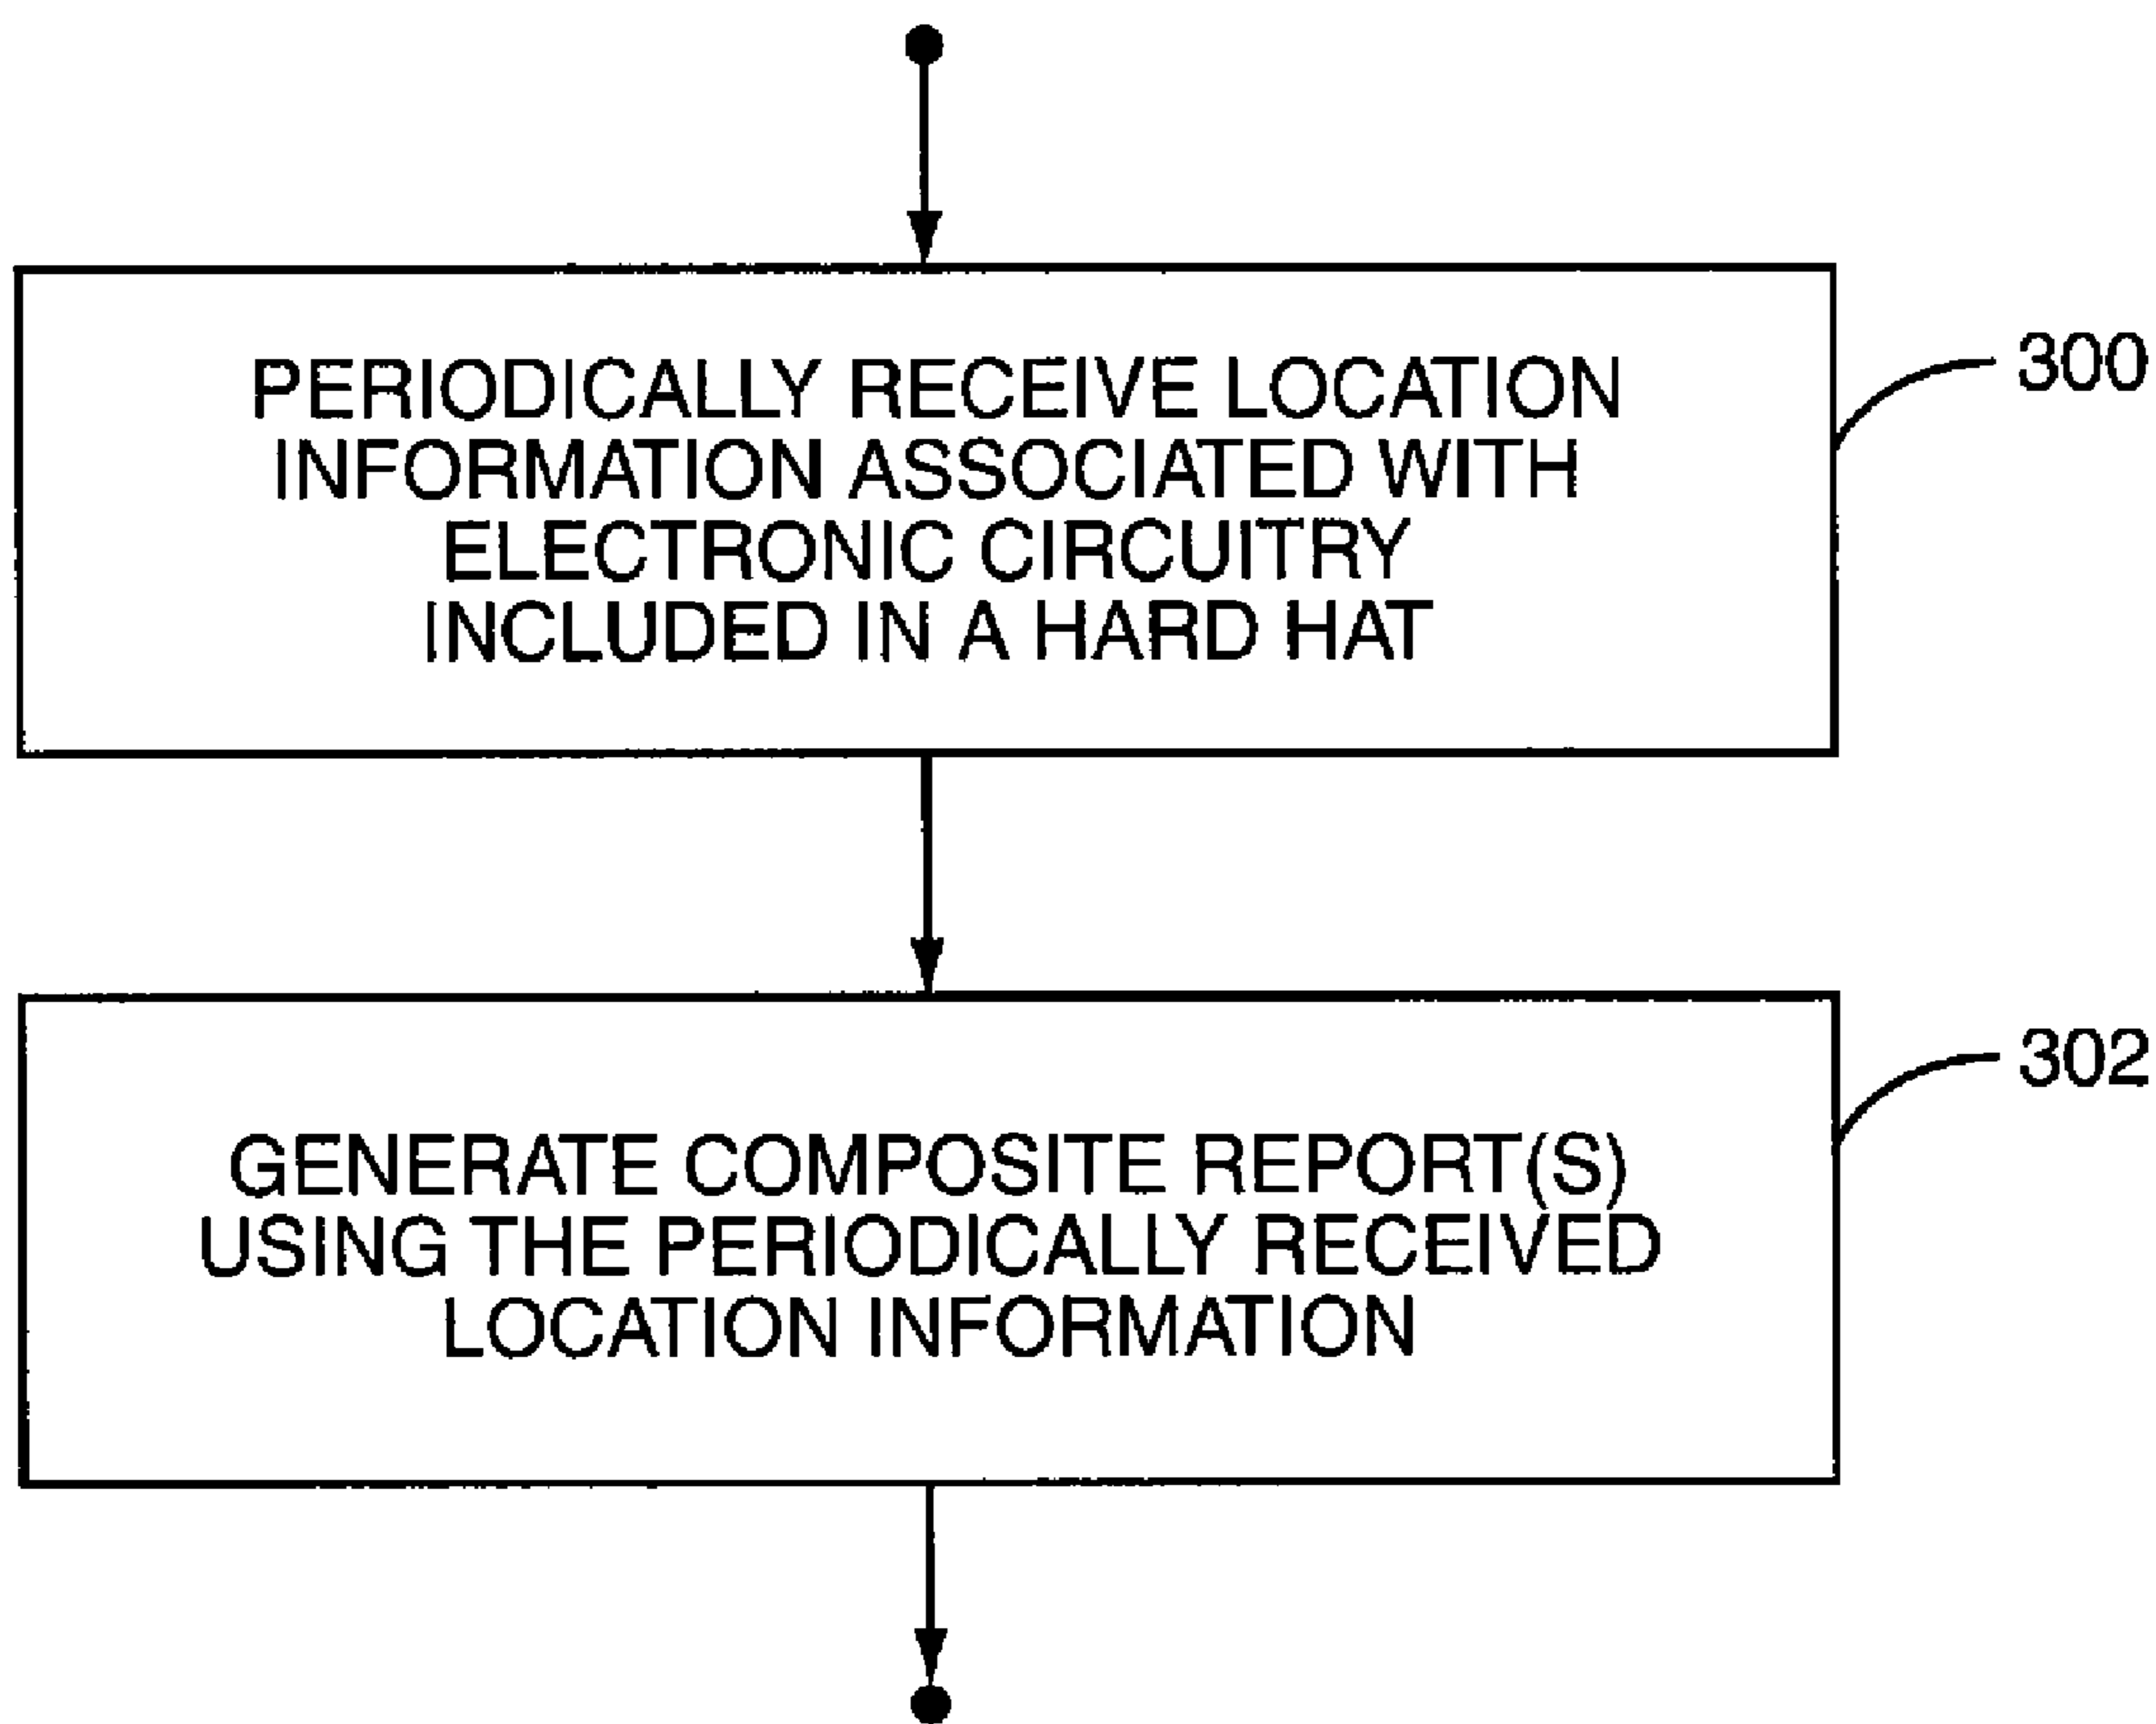 PERIODICALLY RECEIVE LOCATION
INFORMATION ASSOCIATED WITH
ELECTRONIC CIRCUITRY
INCLUDED IN A HARD HAT
300
GENERATE COMPOSITE REPORT(S)
USING THE PERIODICALLY RECEIVED
LOCATION INFORMATION
302